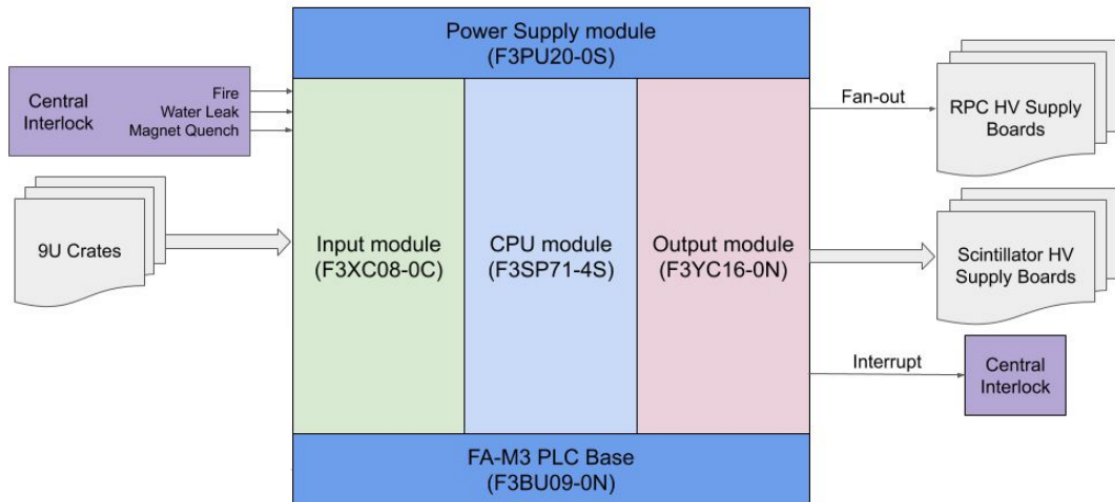 Power Supply module
(F3PU20-0S)
Central
Interlock
Fire
Water Leak
Magnet Quench
9U Crates
Input module
(F3XC08-0C)
CPU module
(F3SP71-4S)
Output module
(F3YC16-0N)
Fan-out
RPC HV Supply
Boards
Scintillator HV
Supply Boards
Interrupt
Central
Interlock
FA-M3 PLC Base
(F3BU09-0N)